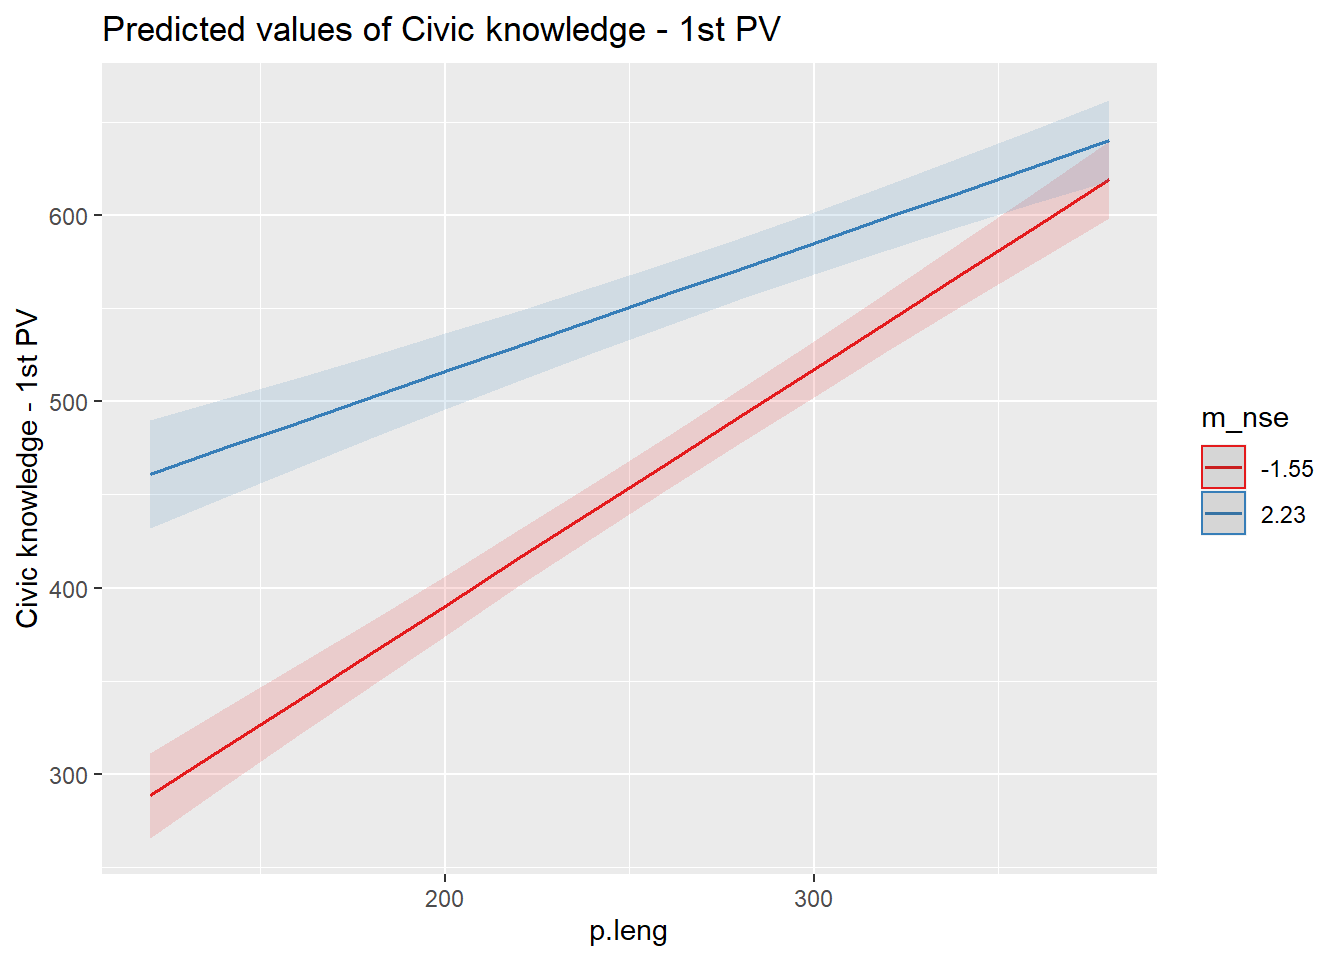 Predicted values of Civic knowledge - 1st PV
Civic knowledge - 1st PV
600
500
400
300
200
300
p.leng
m_nse
-1.55
2.23